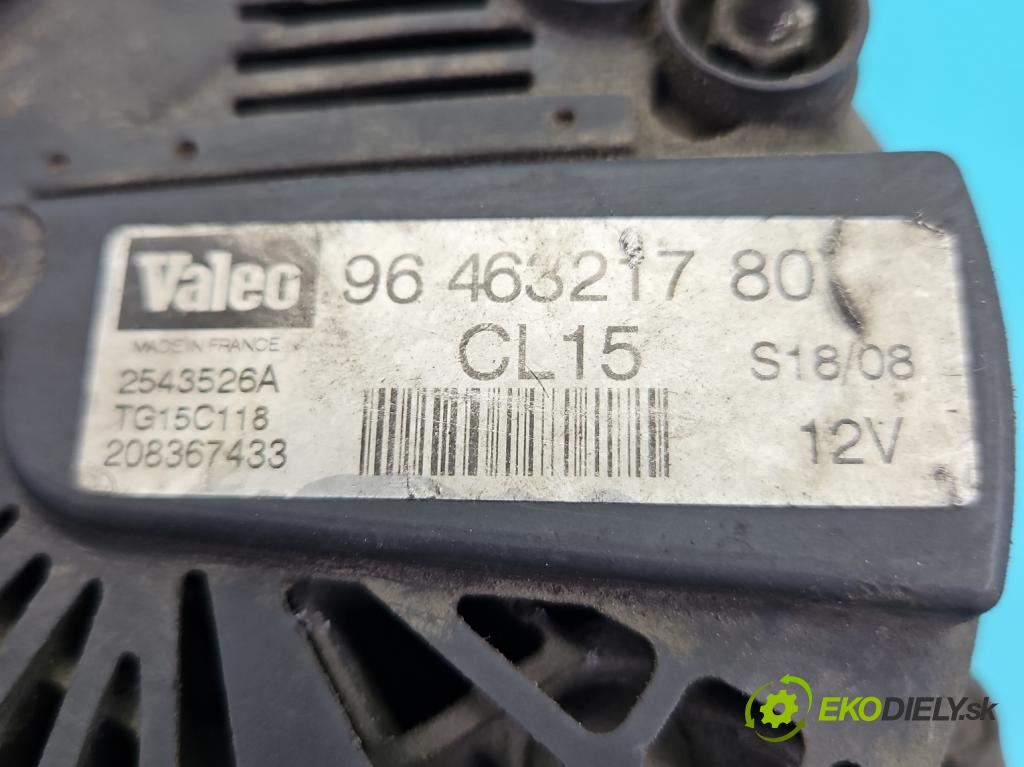 Valeo
96 463217 80
MADE IN FRANCE
CL15
S18/08
2543526A
TG15C118
12V
208367433
EKODIELY.sk